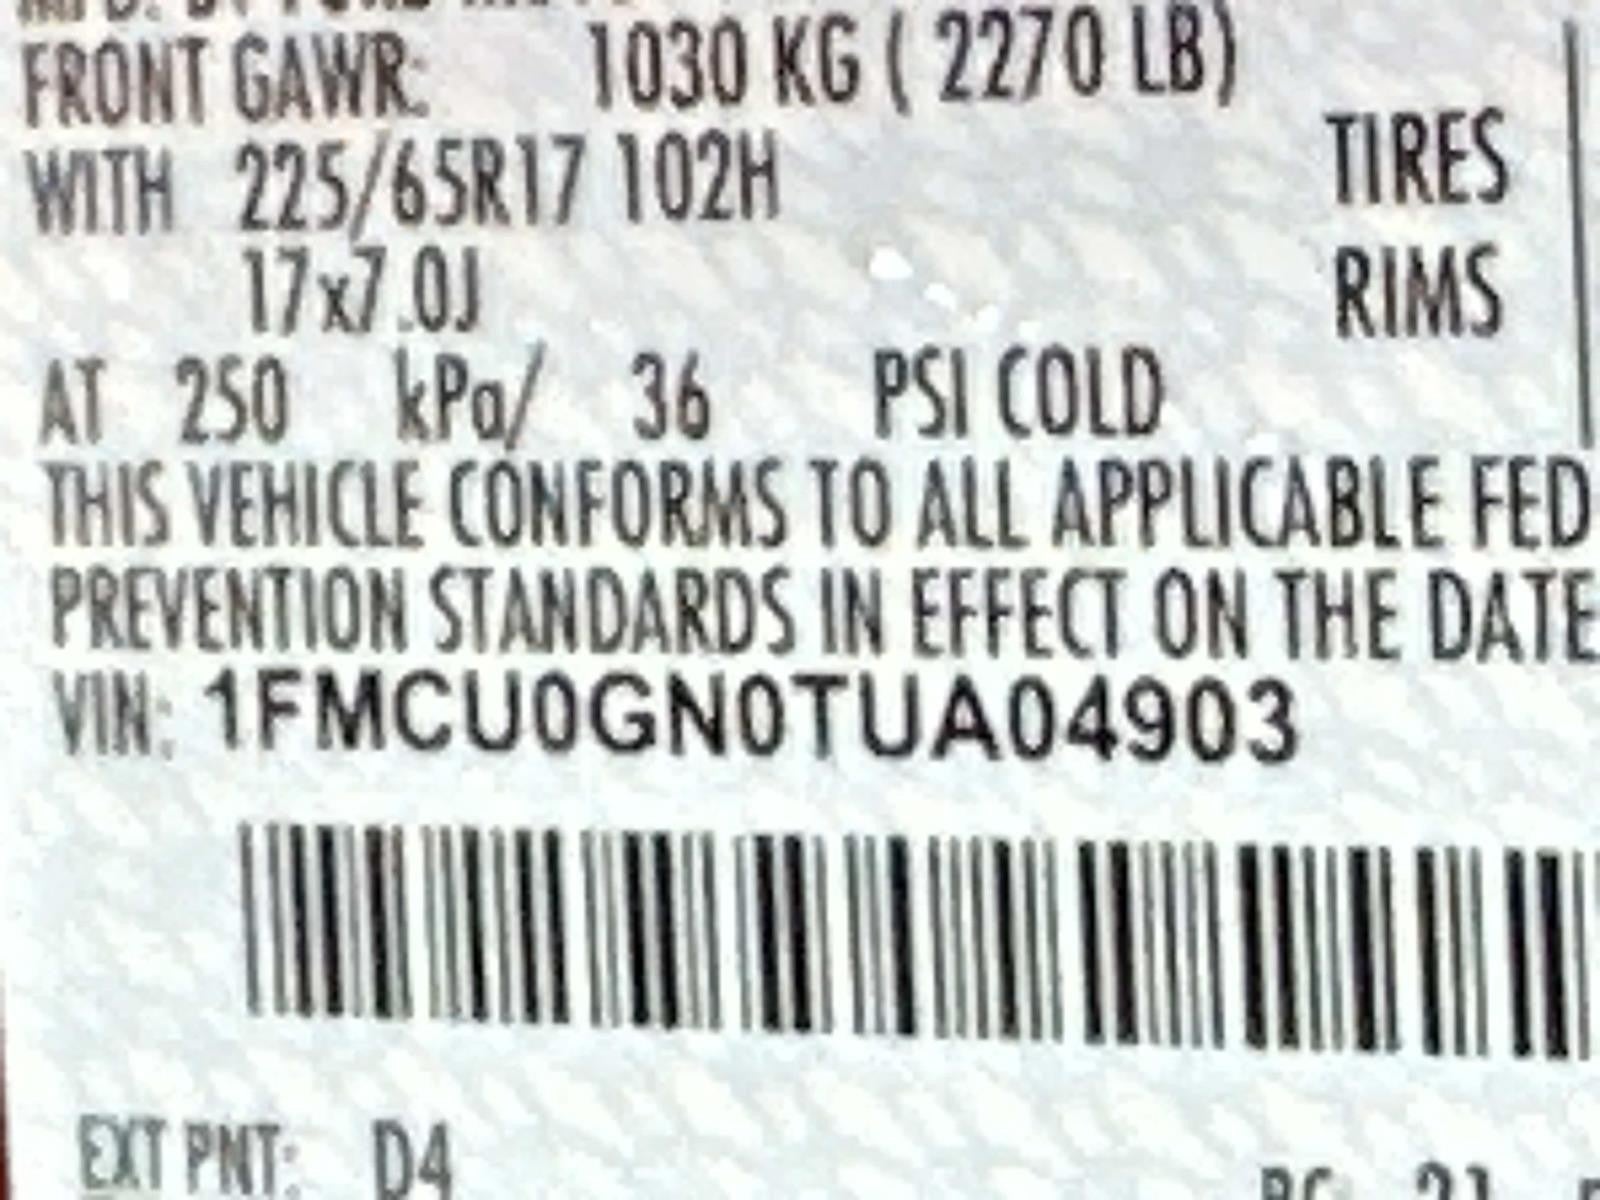 FRONT GAWR: 1030 KG ( 2270 LB)
WITH 225/65R17 102H TIRES
17x7.0J RIMS
AT 250 kPa/ 36 PSI COLD
THIS VEHICLE CONFORMS TO ALL APPLICABLE FED
PREVENTION STANDARDS IN EFFECT ON THE DATE
VIN: 1FMCU0GN0TUA04903
EXT PNT: D4